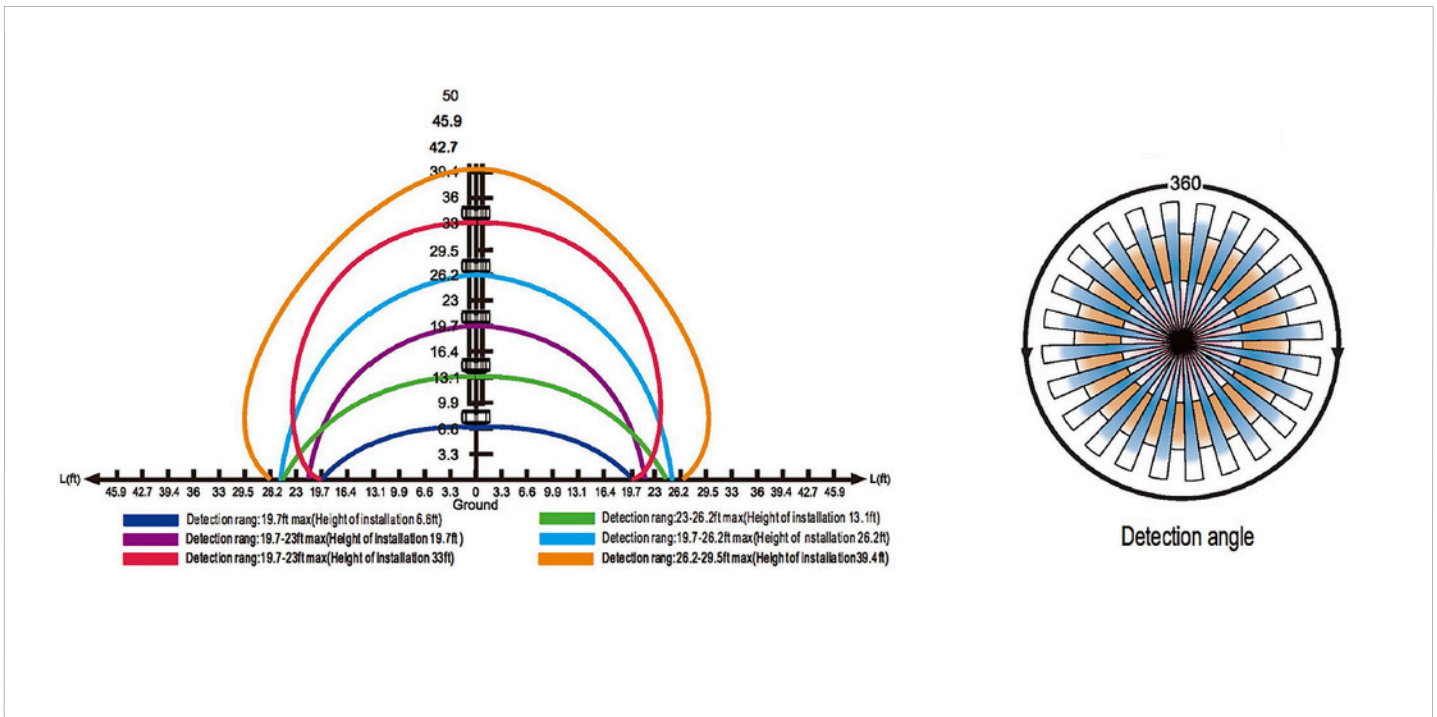 50
45.9
42.7
39.4
36
33
29.5
26.2
23
19.7
16.4
13.1
9.9
6.6
3.3
L(ft) L(ft)
45.9 42.7 39.4 36 33 29.5 26.2 23 19.7 16.4 13.1 9.9 6.6 3.3 0 3.3 6.6 9.9 13.1 16.4 19.7 23 26.2 29.5 33 36 39.4 42.7 45.9
Ground
Detection rang:19.7ft max(Height of installation 6.6ft)
Detection rang:19.7-23ft max(Height of Installation 19.7ft )
Detection rang:19.7-23ft max(Height of Installation 33ft)
Detection rang:23-26.2ft max(Height of installation 13.1ft)
Detection rang:19.7-26.2ft max(Height of nstallation 26.2ft)
Detection rang:26.2-29.5ft max(Height of installation39.4 ft)
360
Detection angle